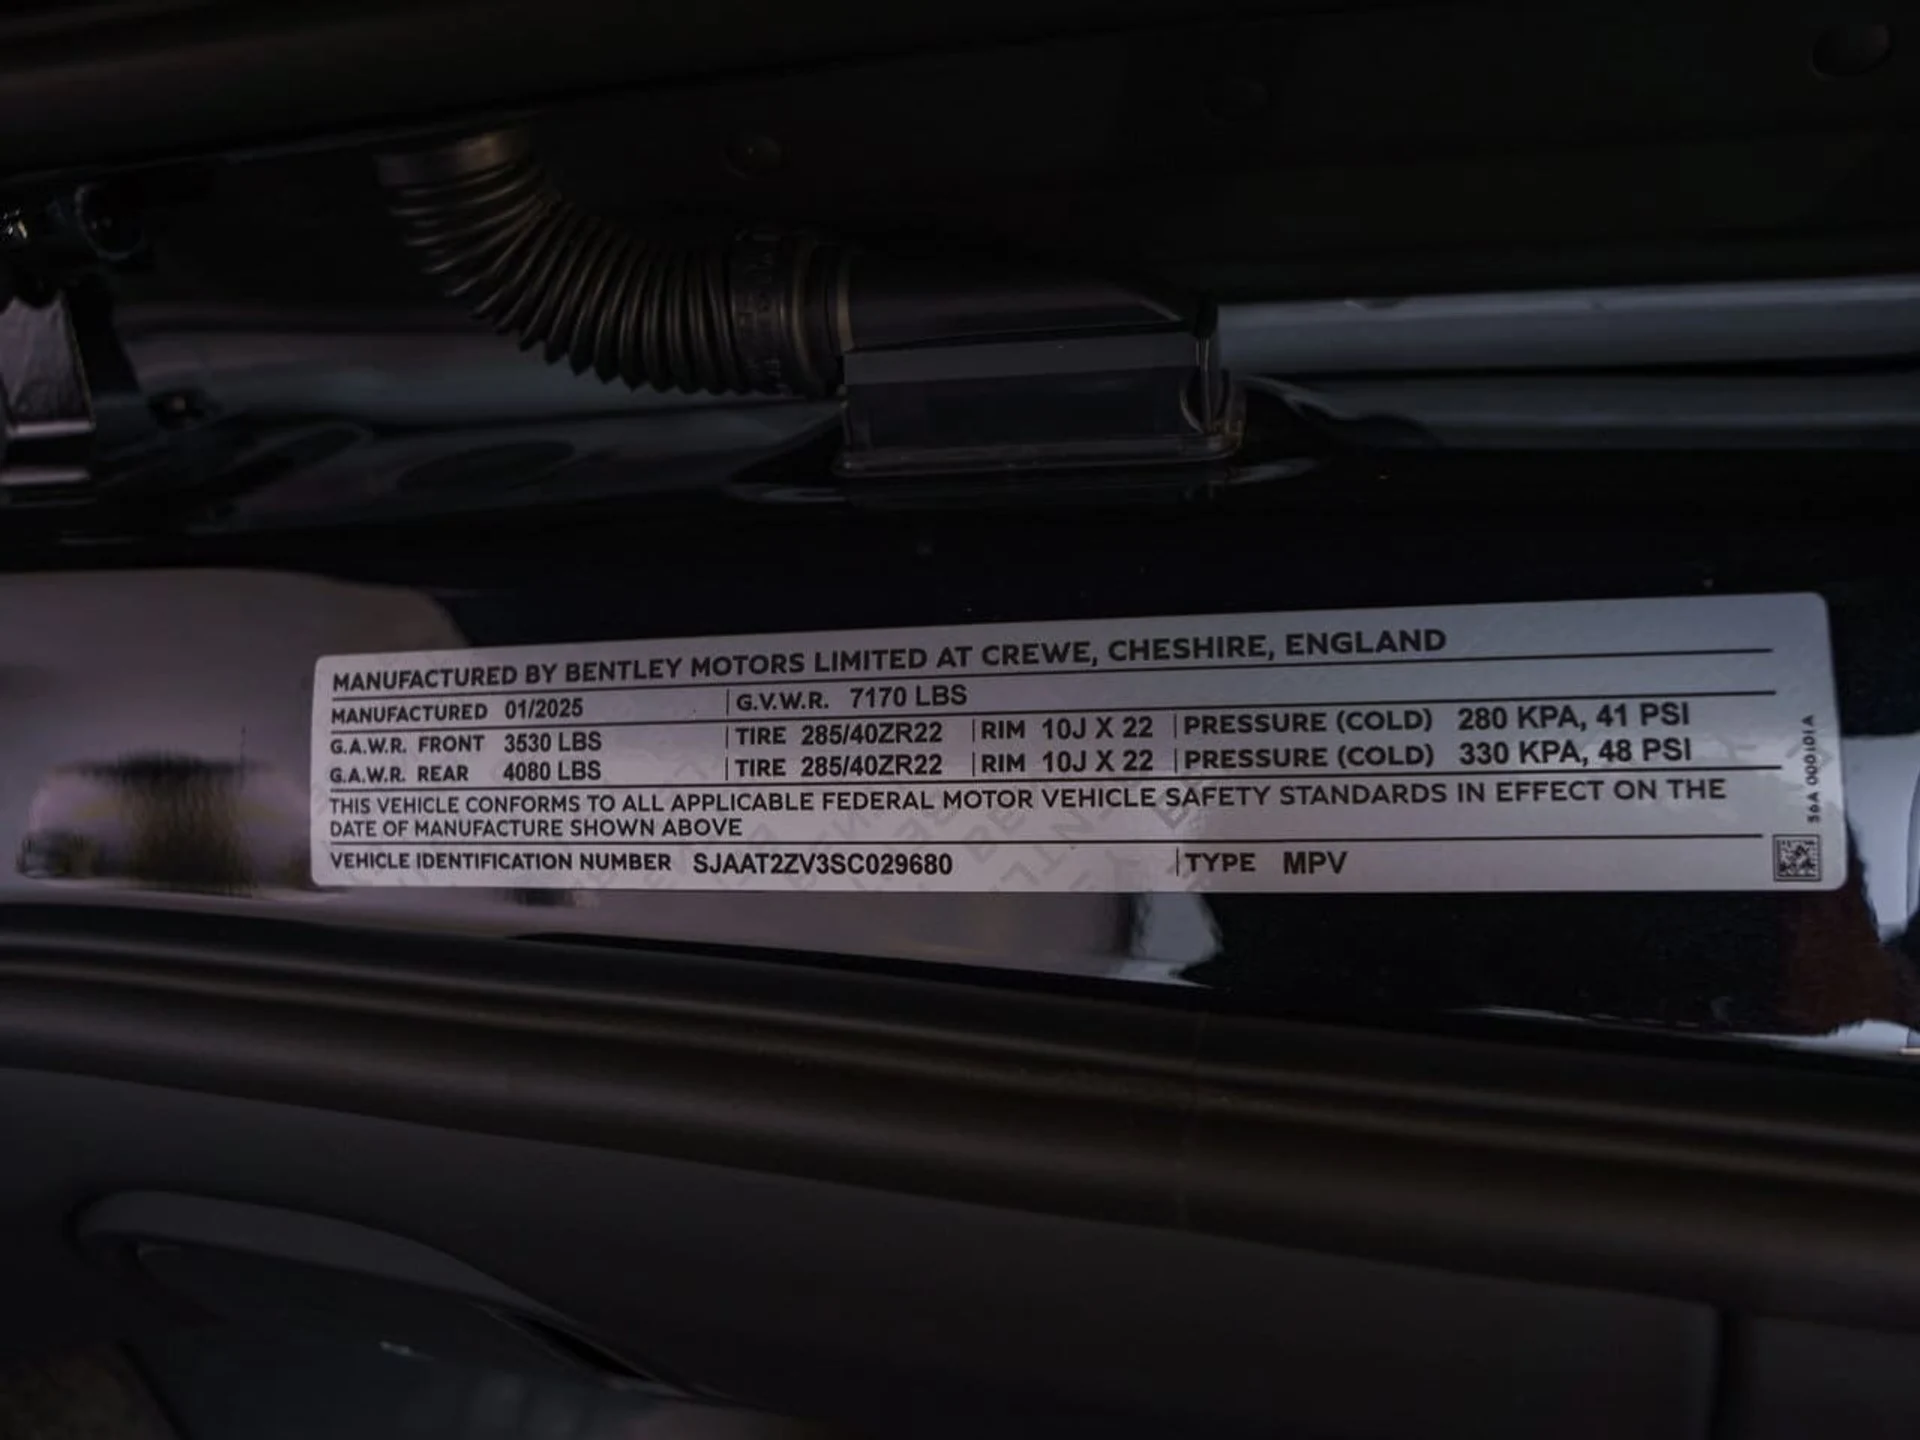 MANUFACTURED BY BENTLEY MOTORS LIMITED AT CREWE, CHESHIRE, ENGLAND
MANUFACTURED 01/2025 G.V.W.R. 7170 LBS
G.A.W.R. FRONT 3530 LBS TIRE 285/40ZR22 RIM 10J X 22 PRESSURE (COLD) 280 KPA, 41 PSI
G.A.W.R. REAR 4080 LBS TIRE 285/40ZR22 RIM 10J X 22 PRESSURE (COLD) 330 KPA, 48 PSI
THIS VEHICLE CONFORMS TO ALL APPLICABLE FEDERAL MOTOR VEHICLE SAFETY STANDARDS IN EFFECT ON THE
DATE OF MANUFACTURE SHOWN ABOVE
VEHICLE IDENTIFICATION NUMBER SJAAT2ZV3SC029680 TYPE MPV
36A 000101A